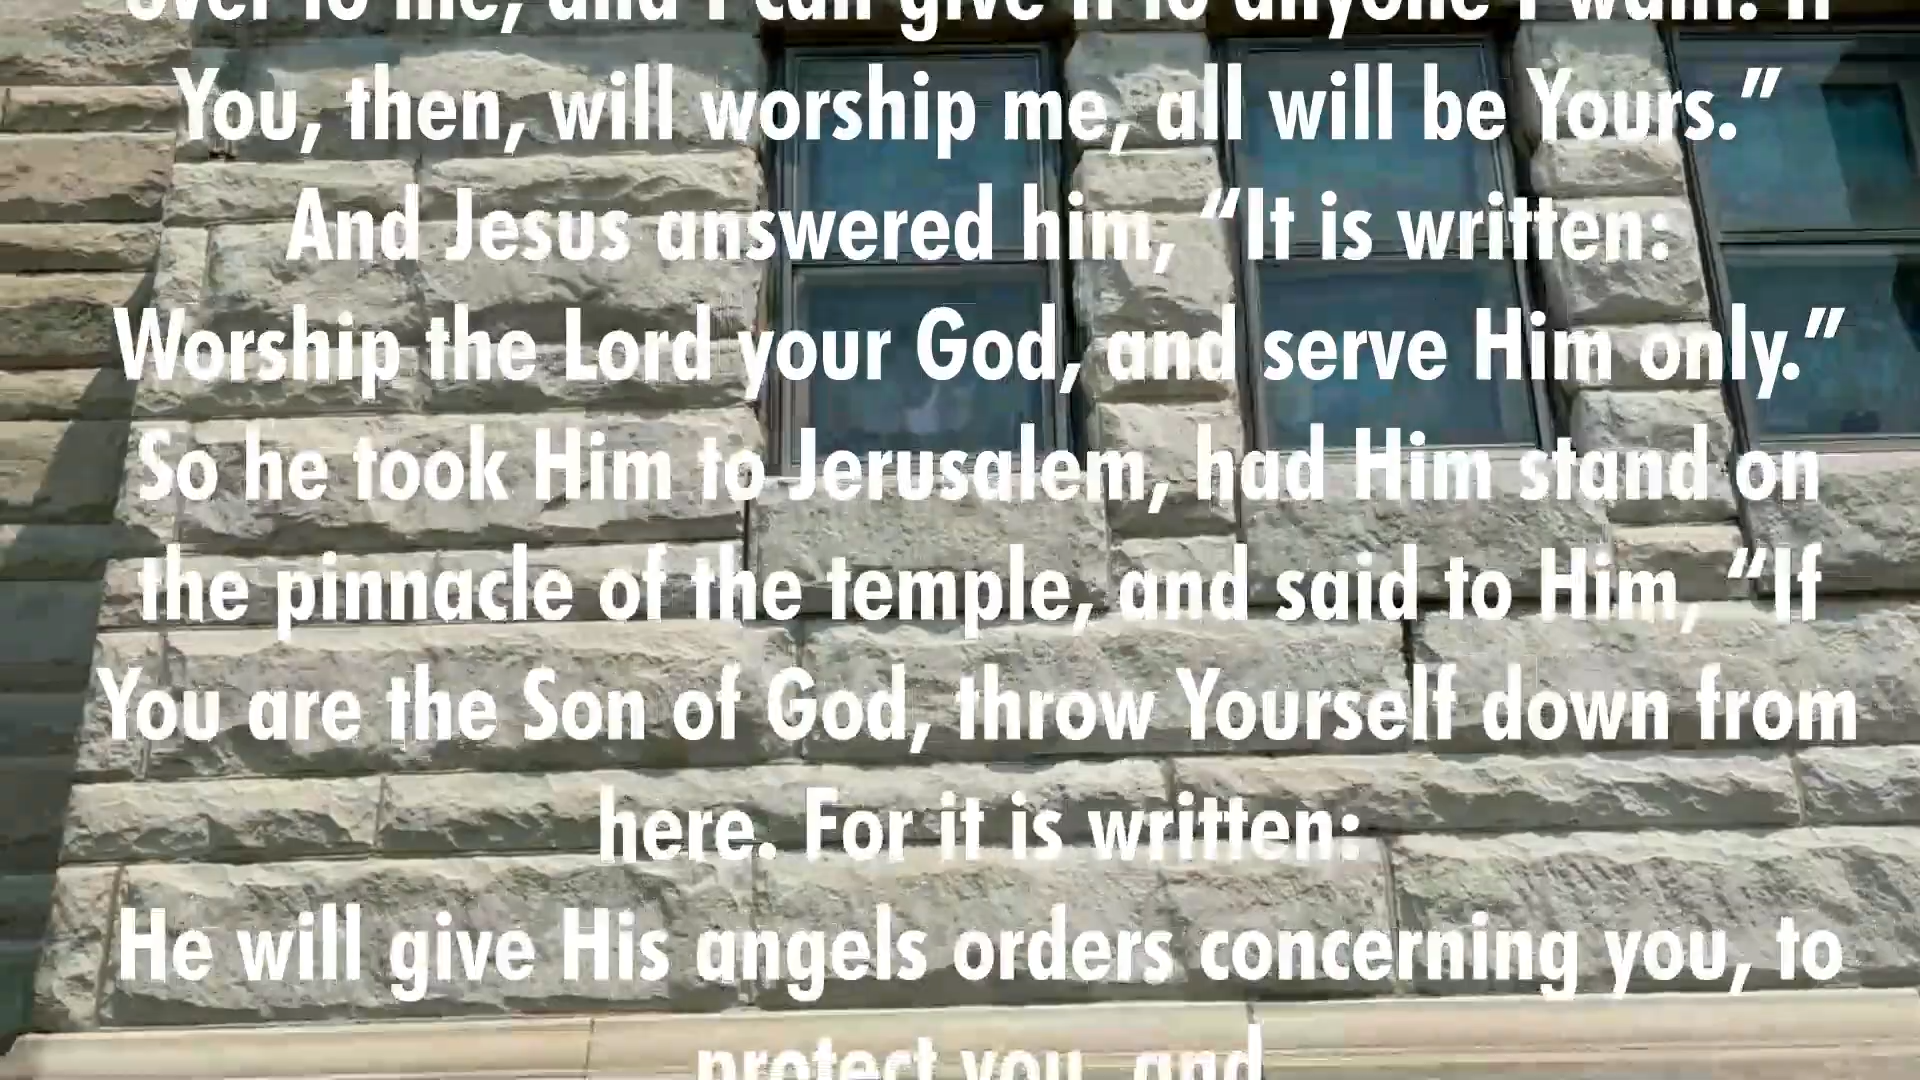 over to me, and I can give it to anyone I want. If
You, then, will worship me, all will be Yours.”
And Jesus answered him, “It is written:
Worship the Lord your God, and serve Him only.”
So he took Him to Jerusalem, had Him stand on
the pinnacle of the temple, and said to Him, “If
You are the Son of God, throw Yourself down from
here. For it is written:
He will give His angels orders concerning you, to
protect you, and